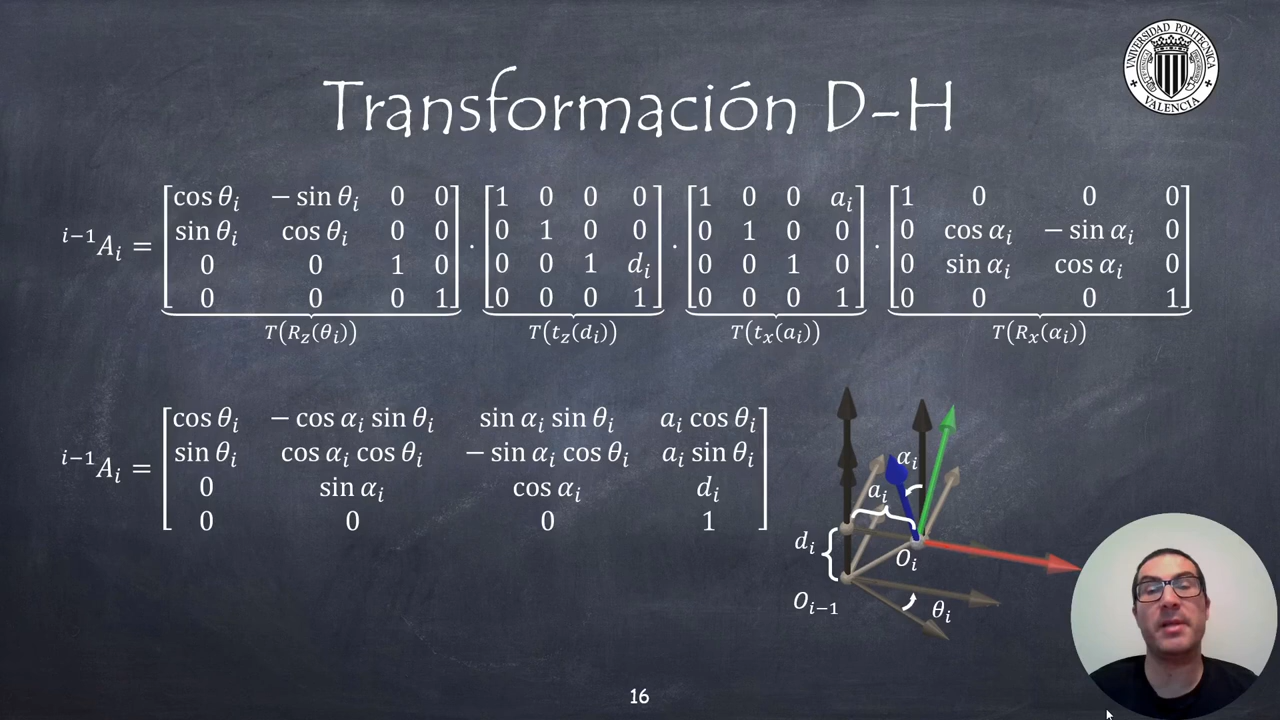 UNIVERSIDAD POLITECNICA
VALENCIA
Transformación D-H
cos θᵢ − sin θᵢ 0 0 1 0 0 0 1 0 0 aᵢ 1 0 0 0
ⁱ⁻¹Aᵢ = sin θᵢ cos θᵢ 0 0 · 0 1 0 0 · 0 1 0 0 · 0 cos αᵢ − sin αᵢ 0
0 0 1 0 0 0 1 dᵢ 0 0 1 0 0 sin αᵢ cos αᵢ 0
0 0 0 1 0 0 0 1 0 0 0 1 0 0 0 1
T(R_z(θᵢ)) T(t_z(dᵢ)) T(t_x(aᵢ)) T(R_x(αᵢ))
cos θᵢ − cos αᵢ sin θᵢ sin αᵢ sin θᵢ aᵢ cos θᵢ
ⁱ⁻¹Aᵢ = sin θᵢ cos αᵢ cos θᵢ − sin αᵢ cos θᵢ aᵢ sin θᵢ
0 sin αᵢ cos αᵢ dᵢ
0 0 0 1
αᵢ
aᵢ
dᵢ
Oᵢ
Oᵢ₋₁
θᵢ
16